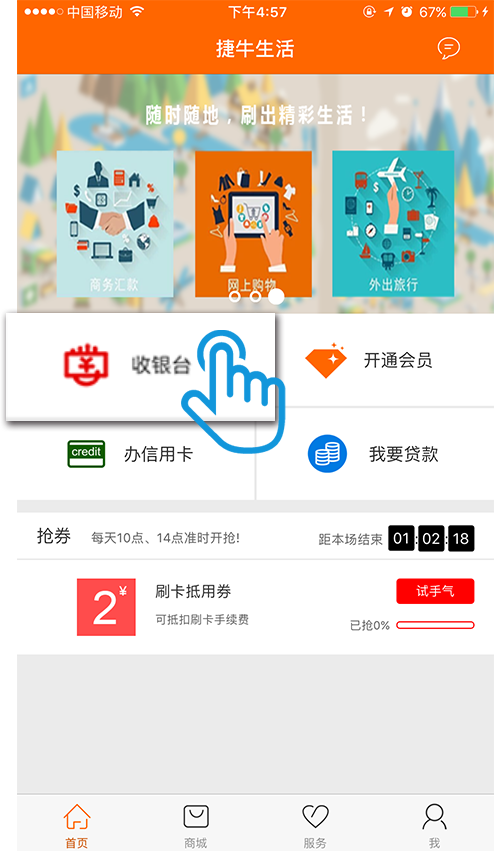 中国移动 下午4:57 67%
捷牛生活
随时随地，刷出精彩生活！
商务汇款 网上购物 外出旅行
收银台 开通会员
credit 办信用卡 我要贷款
抢券 每天10点、14点准时开抢! 距本场结束 01:02:18
2¥ 刷卡抵用券 试手气
可抵扣刷卡手续费 已抢0%
首页 商城 服务 我